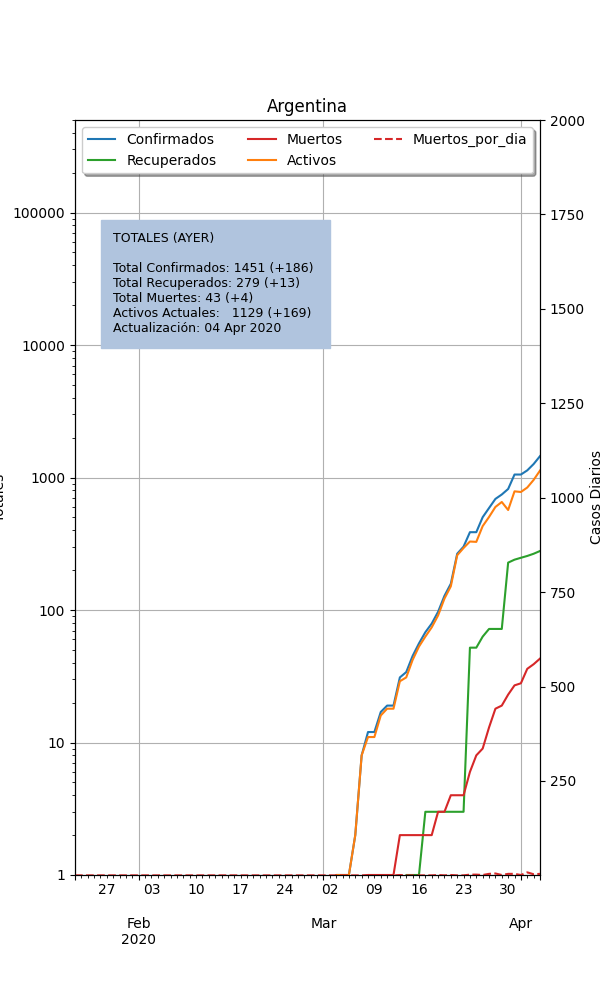 Argentina
Confirmados
Recuperados
Muertos
Activos
Muertos_por_dia
TOTALES (AYER)
Total Confirmados: 1451 (+186)
Total Recuperados: 279 (+13)
Total Muertes: 43 (+4)
Activos Actuales:   1129 (+169)
Actualización: 04 Apr 2020
100000
10000
1000
100
10
1
2000
1750
1500
1250
1000
750
500
250
Casos Diarios
27 03 10 17 24 02 09 16 23 30
Feb Mar Apr
2020